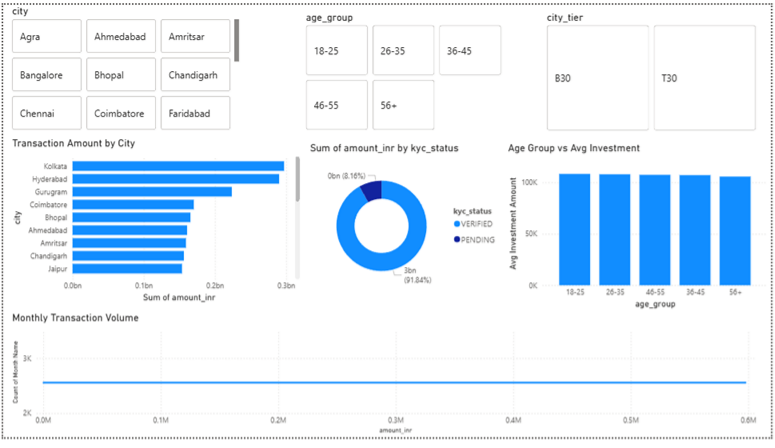 city
Agra
Ahmedabad
Amritsar
Bangalore
Bhopal
Chandigarh
Chennai
Coimbatore
Faridabad
age_group
18-25
26-35
36-45
46-55
56+
city_tier
B30
T30
Transaction Amount by City
city
Kolkata
Hyderabad
Gurugram
Coimbatore
Bhopal
Ahmedabad
Amritsar
Chandigarh
Jaipur
0.0bn
0.1bn
0.2bn
0.3bn
Sum of amount_inr
Sum of amount_inr by kyc_status
0bn (8.16%)
3bn
(91.84%)
kyc_status
VERIFIED
PENDING
Age Group vs Avg Investment
Avg Investment Amount
100K
50K
0K
18-25
26-35
46-55
36-45
56+
age_group
Monthly Transaction Volume
Count of Month Name
3K
2K
0.0M
0.1M
0.2M
0.3M
0.4M
0.5M
0.6M
amount_inr